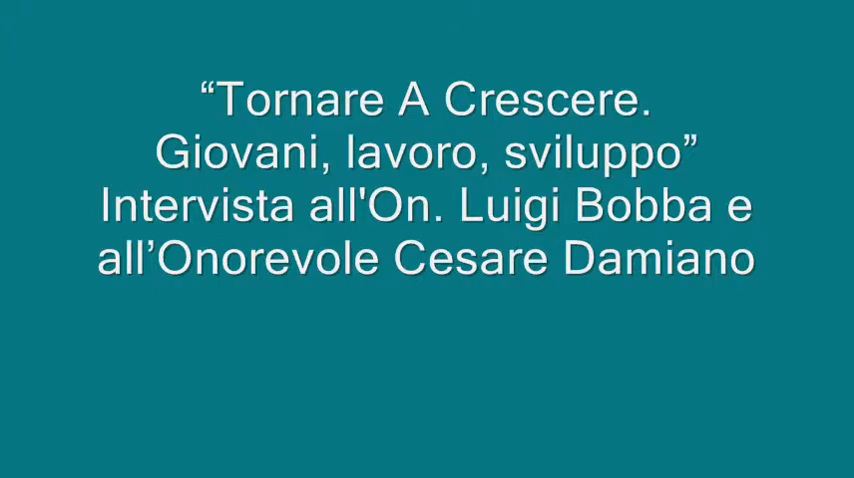 “Tornare A Crescere.
Giovani, lavoro, sviluppo”
Intervista all'On. Luigi Bobba e
all’Onorevole Cesare Damiano